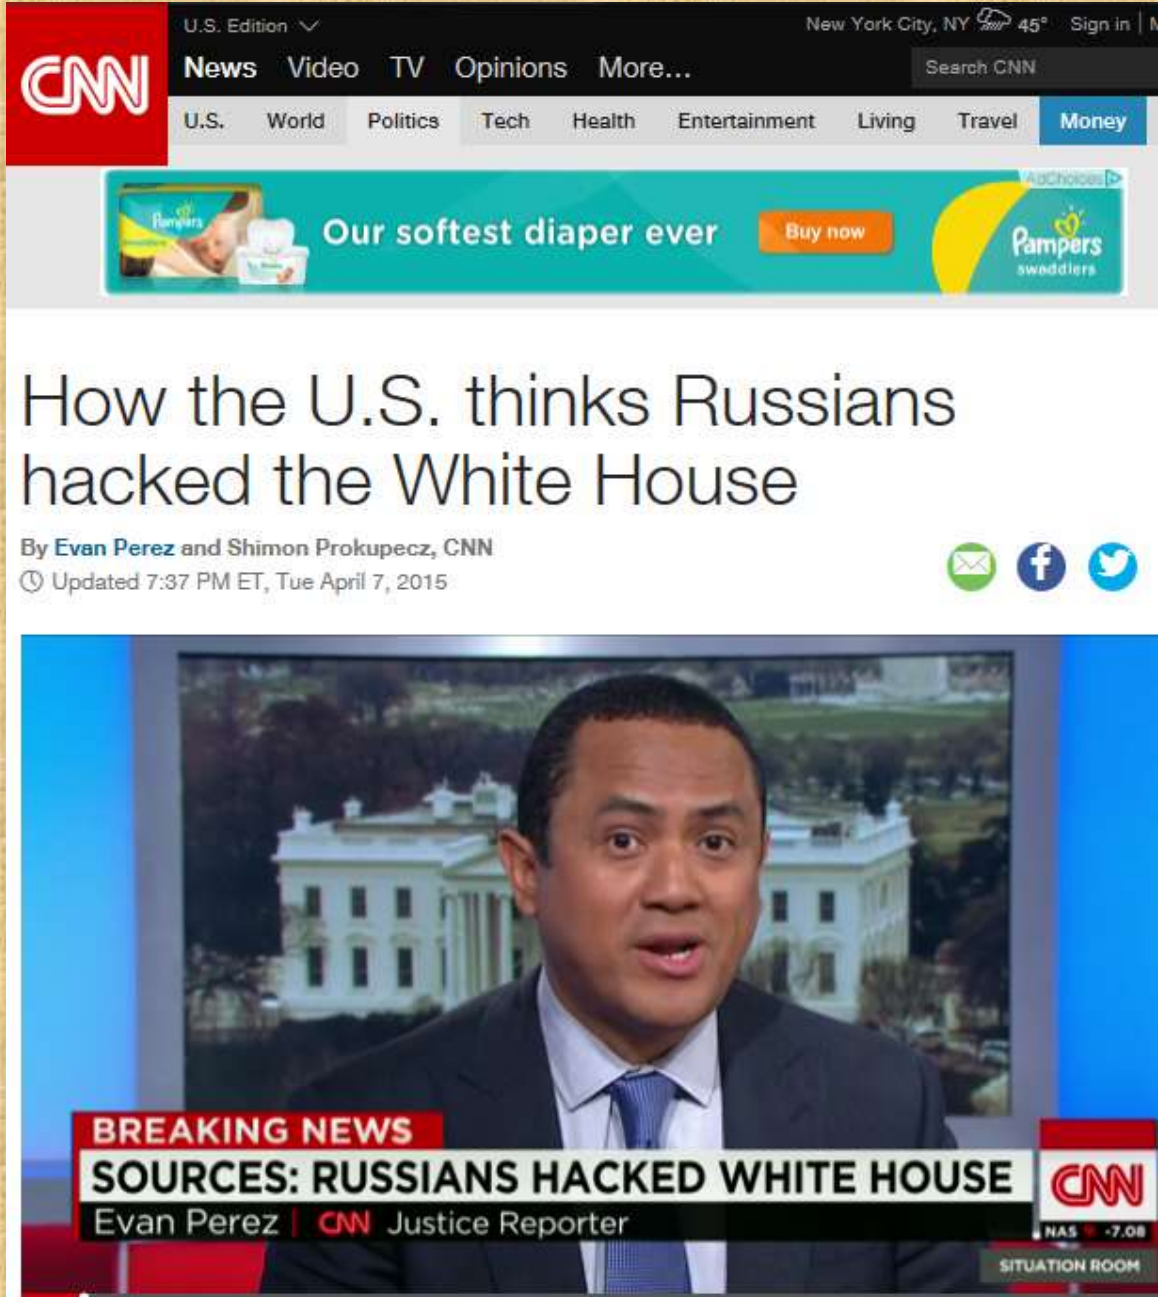 U.S. Edition
New York City, NY 45° Sign in | M
CNN
News Video TV Opinions More...
Search CNN
U.S. World Politics Tech Health Entertainment Living Travel Money
AdChoices
Pampers
Our softest diaper ever
Buy now
Pampers
swaddlers
How the U.S. thinks Russians
hacked the White House
By Evan Perez and Shimon Prokupecz, CNN
Updated 7:37 PM ET, Tue April 7, 2015
BREAKING NEWS
SOURCES: RUSSIANS HACKED WHITE HOUSE
CNN
Evan Perez | CNN Justice Reporter
NAS -7.08
SITUATION ROOM